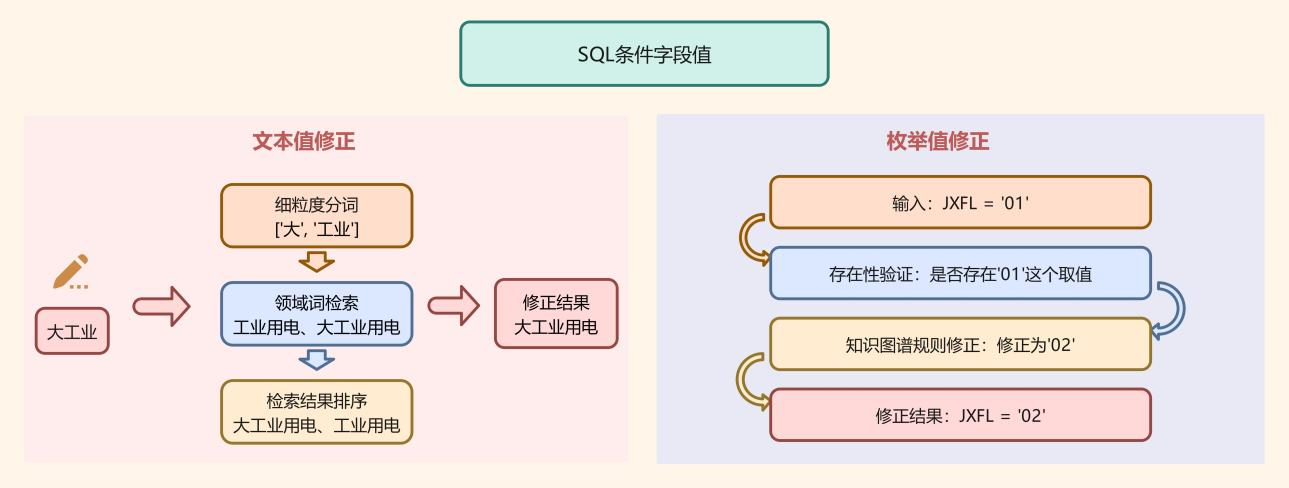 SQL条件字段值
文本值修正
大工业
细粒度分词
['大', '工业']
领域词检索
工业用电、大工业用电
检索结果排序
大工业用电、工业用电
修正结果
大工业用电
枚举值修正
输入：JXFL = '01'
存在性验证：是否存在'01'这个取值
知识图谱规则修正：修正为'02'
修正结果：JXFL = '02'